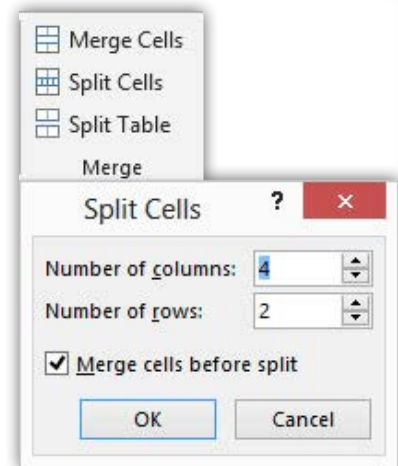 Merge Cells
Split Cells
Split Table
Merge
Split Cells ? ×
Number of columns: 4
Number of rows: 2
Merge cells before split
OK Cancel